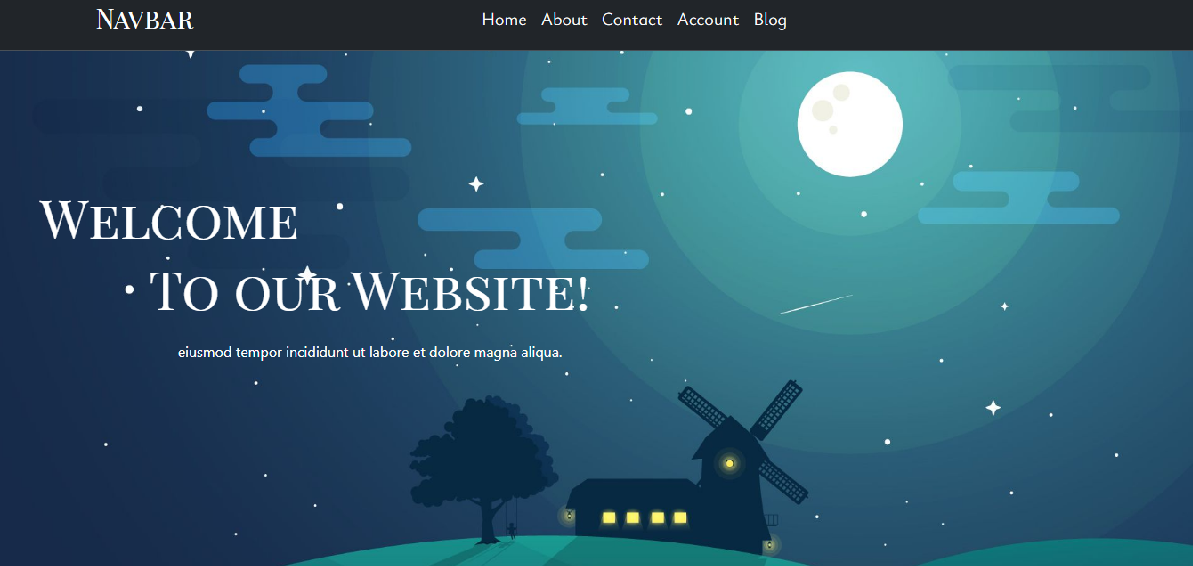 Navbar
Home About Contact Account Blog
Welcome
To our Website!
eiusmod tempor incididunt ut labore et dolore magna aliqua.